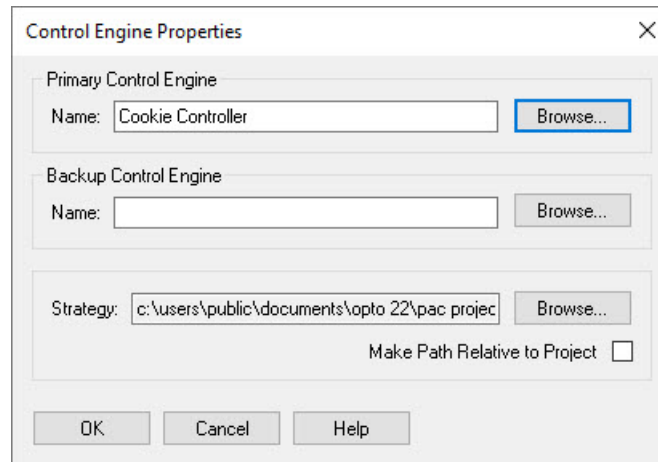 Control Engine Properties
Primary Control Engine
Name: Cookie Controller Browse...
Backup Control Engine
Name: Browse...
Strategy: c:\users\public\documents\opto 22\pac projec Browse...
Make Path Relative to Project
OK Cancel Help